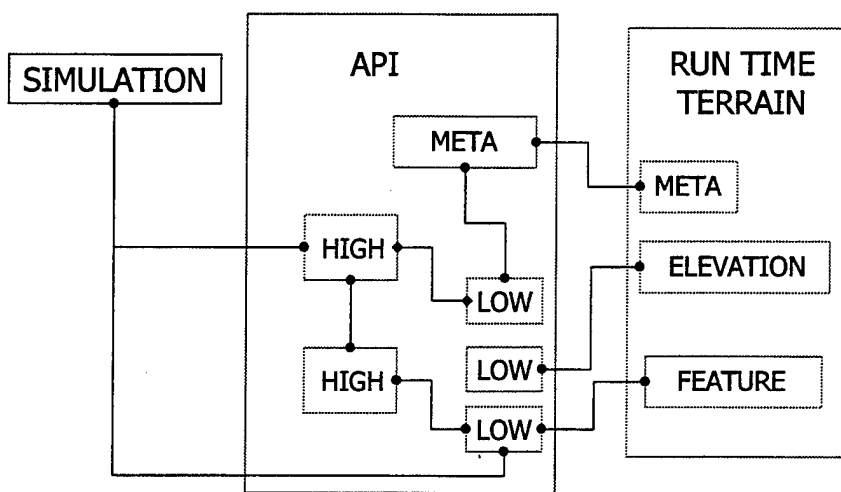 SIMULATION
API
RUN TIME
TERRAIN
META
META
HIGH
ELEVATION
LOW
HIGH
LOW
FEATURE
LOW